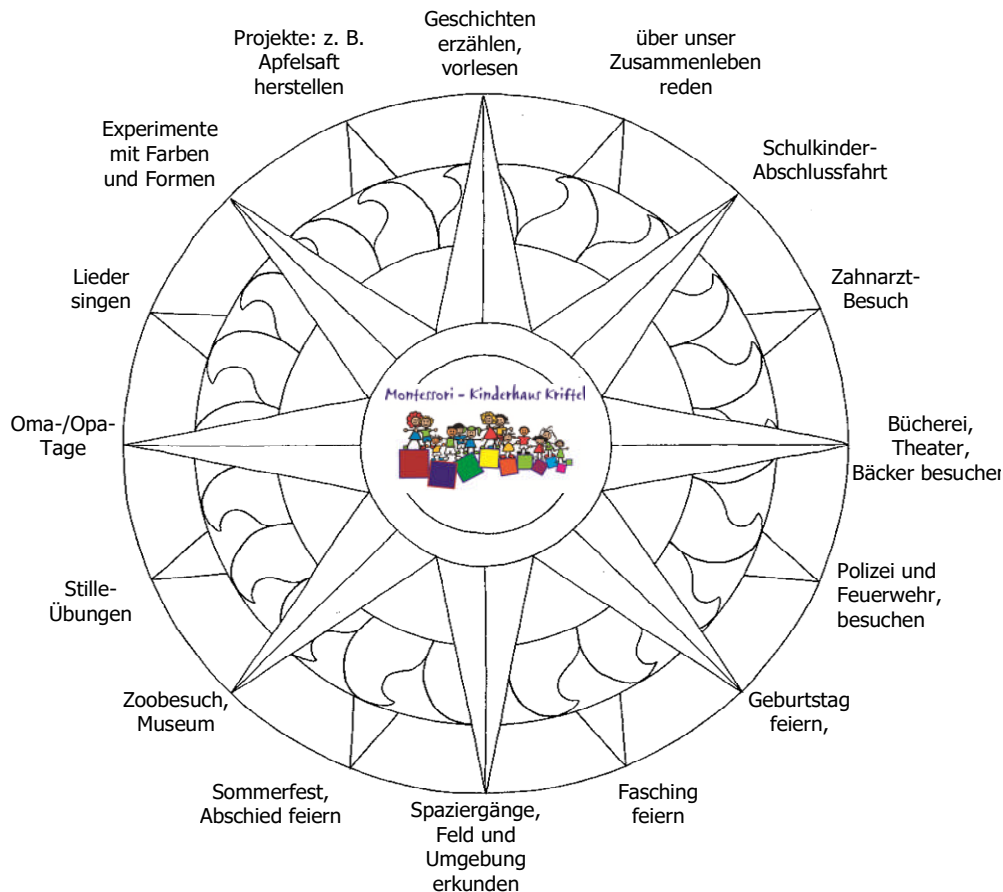 Geschichten
erzählen,
vorlesen
über unser
Zusammenleben
reden
Schulkinder-
Abschlussfahrt
Zahnarzt-
Besuch
Bücherei,
Theater,
Bäcker besuchen
Polizei und
Feuerwehr,
besuchen
Geburtstag
feiern,
Fasching
feiern
Spaziergänge,
Feld und
Umgebung
erkunden
Sommerfest,
Abschied feiern
Zoobesuch,
Museum
Stille-
Übungen
Oma-/Opa-
Tage
Lieder
singen
Experimente
mit Farben
und Formen
Projekte: z. B.
Apfelsaft
herstellen
Montessori - Kinderhaus Kriftel